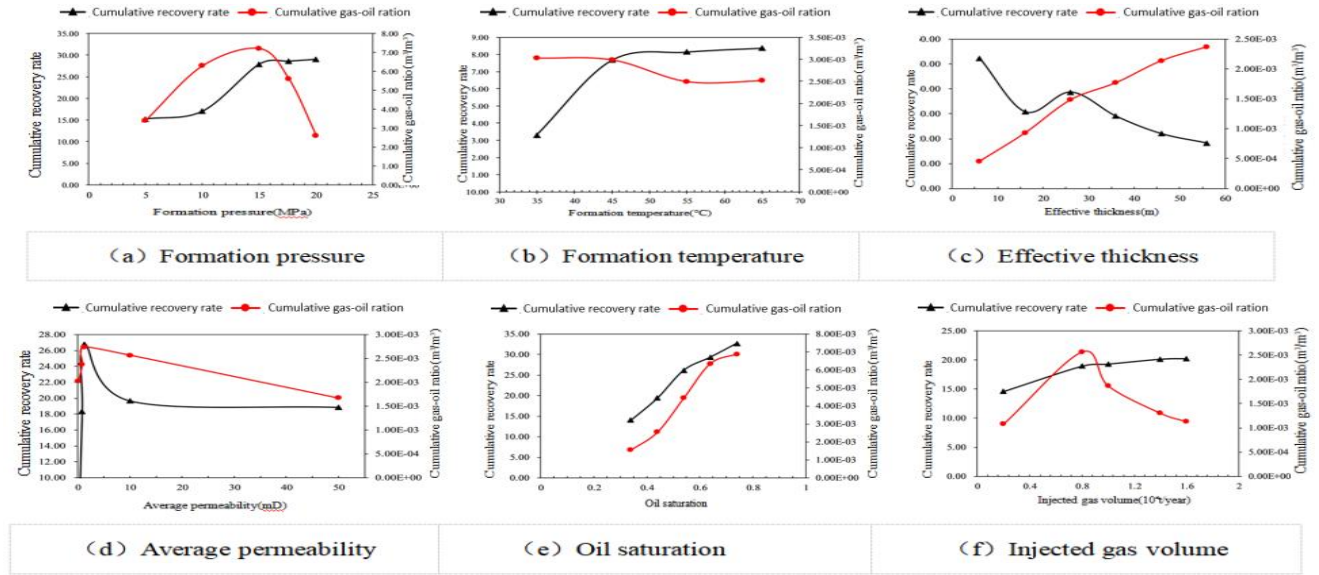 Cumulative recovery rate Cumulative gas-oil ration
Cumulative recovery rate
35.00
30.00
25.00
20.00
15.00
10.00
5.00
0.00
8.0
7.0
6.0
5.0
4.0
3.0
2.0
1.0
Cumulative gas-oil ratio(m³/m³)
0 5 10 15 20 25
Formation pressure(MPa)
（a）Formation pressure
Cumulative recovery rate Cumulative gas-oil ration
Cumulative recovery rate
9.00
8.00
7.00
6.00
5.00
4.00
3.00
2.00
1.00
10.00
3.50E-03
3.00E-03
2.50E-03
2.00E-03
1.50E-03
1.00E-03
5.00E-04
0.00E+00
Cumulative gas-oil ratio(m³/m³)
30 35 40 45 50 55 60 65 70
Formation temperature(°C)
（b）Formation temperature
Cumulative recovery rate Cumulative gas-oil ration
Cumulative recovery rate
2.50E-03
2.00E-03
1.50E-03
1.00E-03
5.00E-04
0.00E+00
Cumulative gas-oil ratio(m³/m³)
0 10 20 30 40 50 60
Effective thickness(m)
（c）Effective thickness
Cumulative recovery rate Cumulative gas-oil ration
Cumulative recovery rate
28.00
26.00
24.00
22.00
20.00
18.00
16.00
14.00
12.00
10.00
3.00E-03
2.50E-03
2.00E-03
1.50E-03
1.00E-03
5.00E-04
0.00E+00
Cumulative gas-oil ratio(m³/m³)
0 10 20 30 40 50
Average permeability(mD)
（d）Average permeability
Cumulative recovery rate Cumulative gas-oil ration
Cumulative recovery rate
35.00
30.00
25.00
20.00
15.00
10.00
5.00
0.00
8.00E-03
7.00E-03
6.00E-03
5.00E-03
4.00E-03
3.00E-03
2.00E-03
1.00E-03
0.00E+00
Cumulative gas-oil ratio(m³/m³)
0 0.2 0.4 0.6 0.8 1
Oil saturation
（e）Oil saturation
Cumulative recovery rate Cumulative gas-oil ration
Cumulative recovery rate
25.00
20.00
15.00
10.00
5.00
0.00
3.00E-03
2.50E-03
2.00E-03
1.50E-03
1.00E-03
5.00E-04
0.00E+00
Cumulative gas-oil ratio(m³/m³)
0 0.4 0.8 1.2 1.6 2
Injected gas volume(10⁴t/year)
（f）Injected gas volume